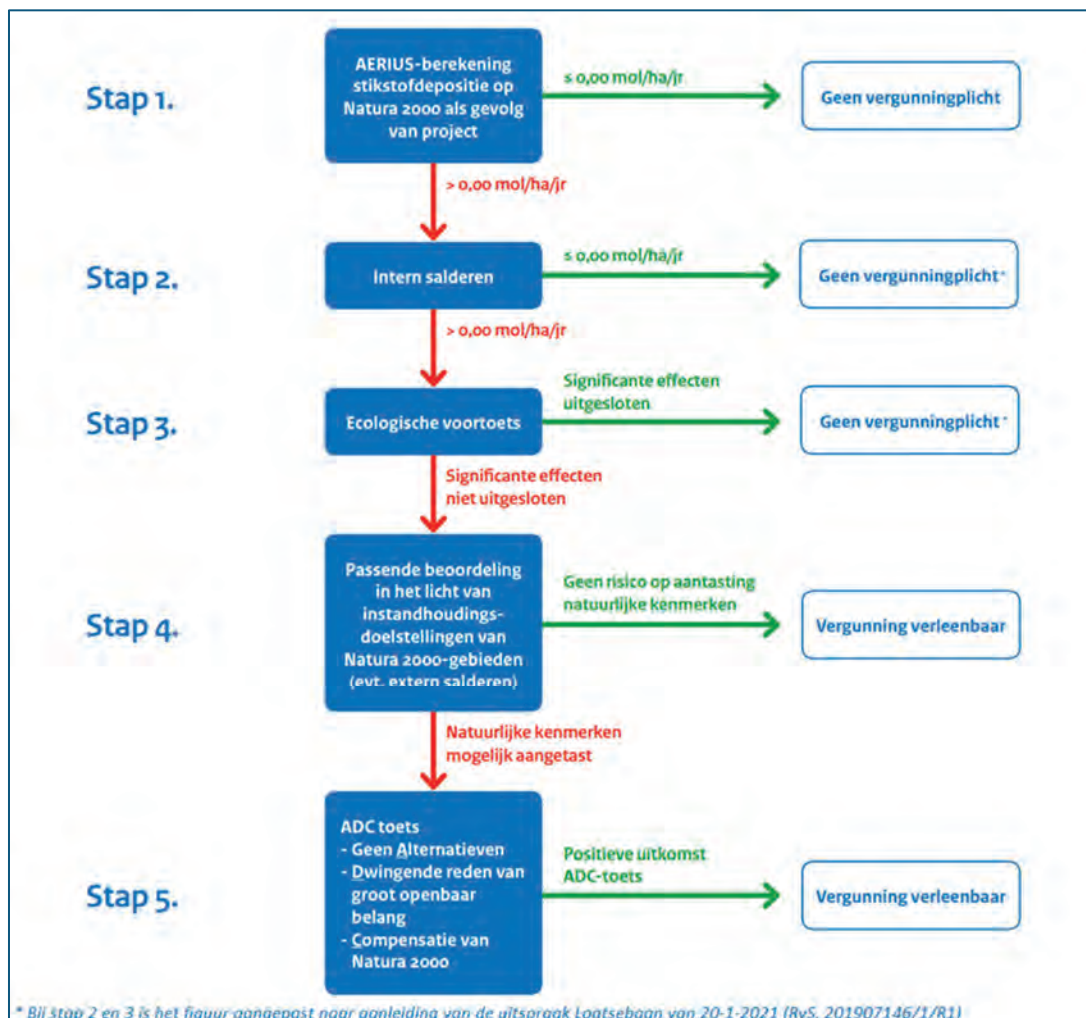 Stap 1.
AERIUS-berekening
stikstofdepositie op
Natura 2000 als gevolg
van project
≤ 0,00 mol/ha/jr
Geen vergunningplicht
> 0,00 mol/ha/jr
Stap 2.
Intern salderen
≤ 0,00 mol/ha/jr
Geen vergunningplicht*
> 0,00 mol/ha/jr
Stap 3.
Ecologische voortoets
Significante effecten
uitgesloten
Geen vergunningplicht*
Significante effecten
niet uitgesloten
Stap 4.
Passende beoordeling
in het licht van
instandhoudings-
doelstellingen van
Natura 2000-gebieden
(evt. extern salderen)
Geen risico op aantasting
natuurlijke kenmerken
Vergunning verleenbaar
Natuurlijke kenmerken
mogelijk aangetast
Stap 5.
ADC toets
- Geen Alternatieven
- Dwingende reden van
groot openbaar
belang
- Compensatie van
Natura 2000
Positieve uitkomst
ADC-toets
Vergunning verleenbaar
* Bij stap 2 en 3 is het figuur aangepast naar aanleiding van de uitspraak Logtsebaan van 20-1-2021 (RvS, 201907146/1/R1)